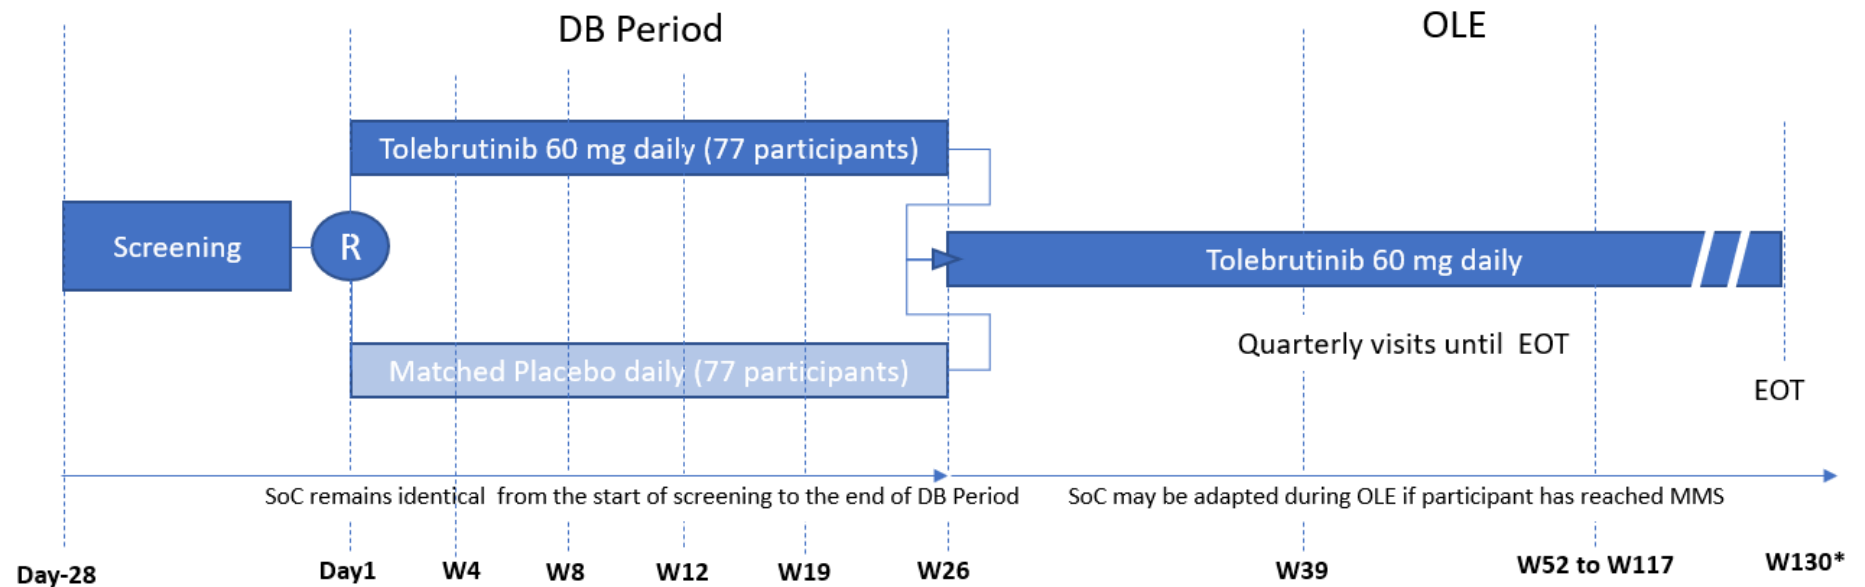 DB Period
OLE
Tolebrutinib 60 mg daily (77 participants)
Screening
R
Tolebrutinib 60 mg daily
Matched Placebo daily (77 participants)
Quarterly visits until EOT
EOT
SoC remains identical from the start of screening to the end of DB Period
SoC may be adapted during OLE if participant has reached MMS
Day-28
Day1
W4
W8
W12
W19
W26
W39
W52 to W117
W130*